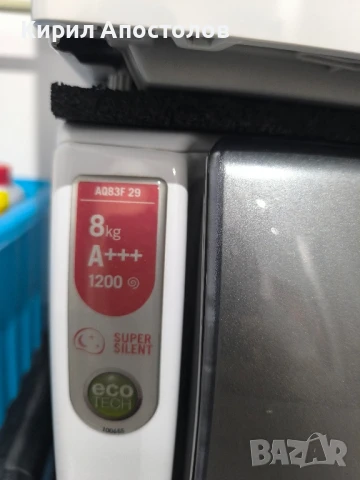 Кирил Апостолов
AQ83F 29
8kg
A+++
1200
SUPER
SILENT
eco
TECH
BAZAR